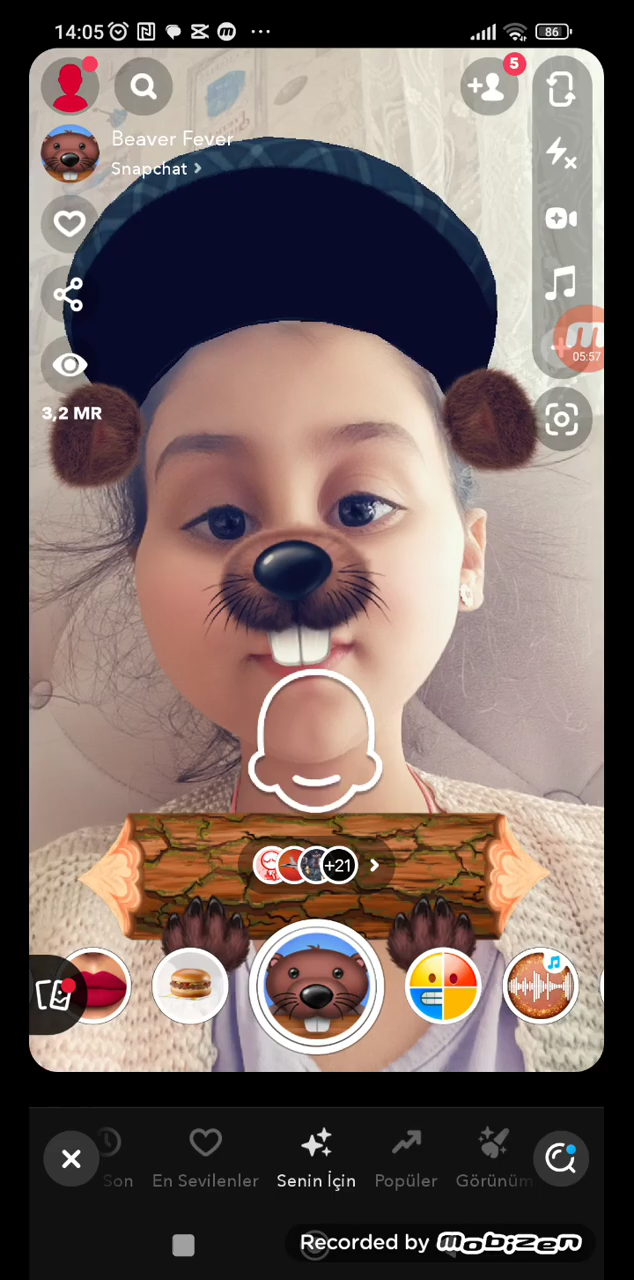 14:05
86
5
Beaver Fever
Snapchat
05:57
3,2 MR
+21
Son
En Sevilenler
Senin İçin
Popüler
Görünüm
Recorded by mobizen